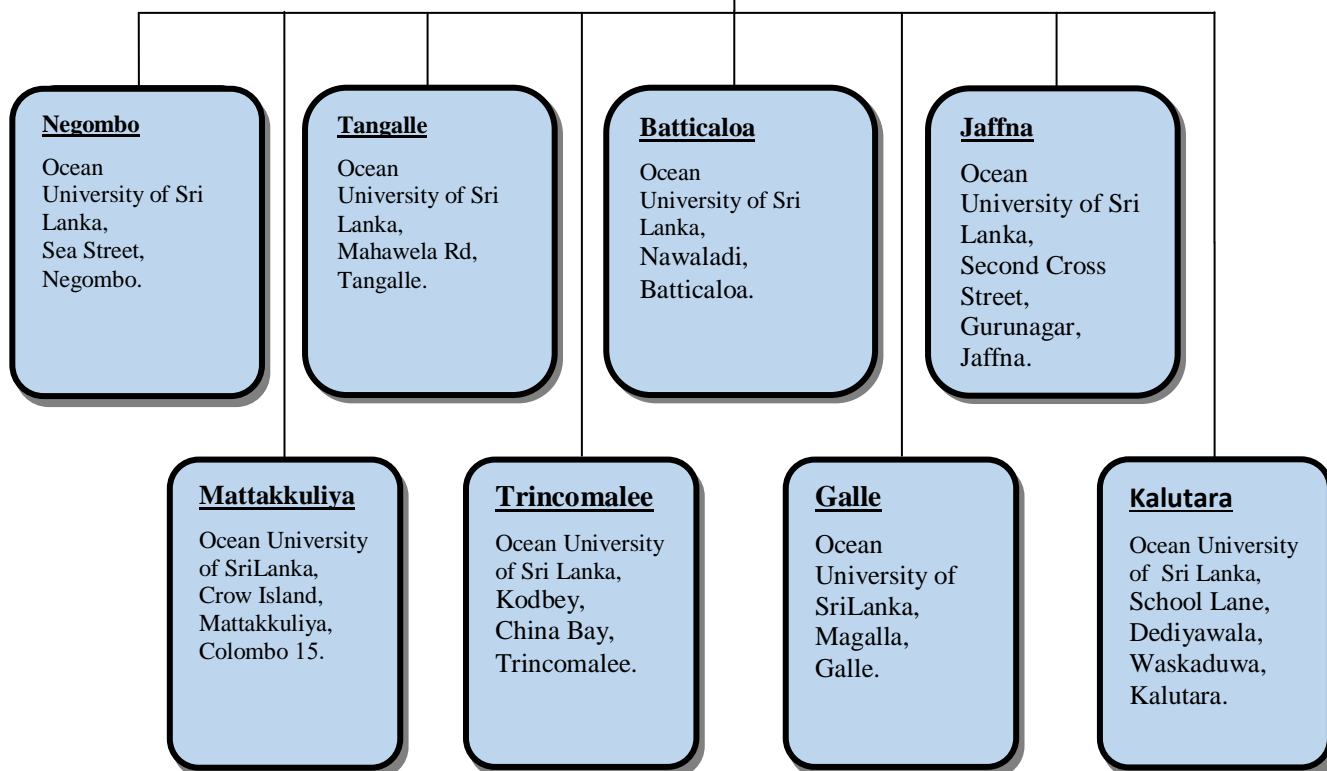 Negombo
Ocean
University of Sri
Lanka,
Sea Street,
Negombo.
Tangalle
Ocean
University of Sri
Lanka,
Mahawela Rd,
Tangalle.
Batticaloa
Ocean
University of Sri
Lanka,
Nawaladi,
Batticaloa.
Jaffna
Ocean
University of Sri
Lanka,
Second Cross
Street,
Gurunagar,
Jaffna.
Mattakkuliya
Ocean University
of SriLanka,
Crow Island,
Mattakkuliya,
Colombo 15.
Trincomalee
Ocean University
of Sri Lanka,
Kodbey,
China Bay,
Trincomalee.
Galle
Ocean
University of
SriLanka,
Magalla,
Galle.
Kalutara
Ocean University
of Sri Lanka,
School Lane,
Dediyawala,
Waskaduwa,
Kalutara.